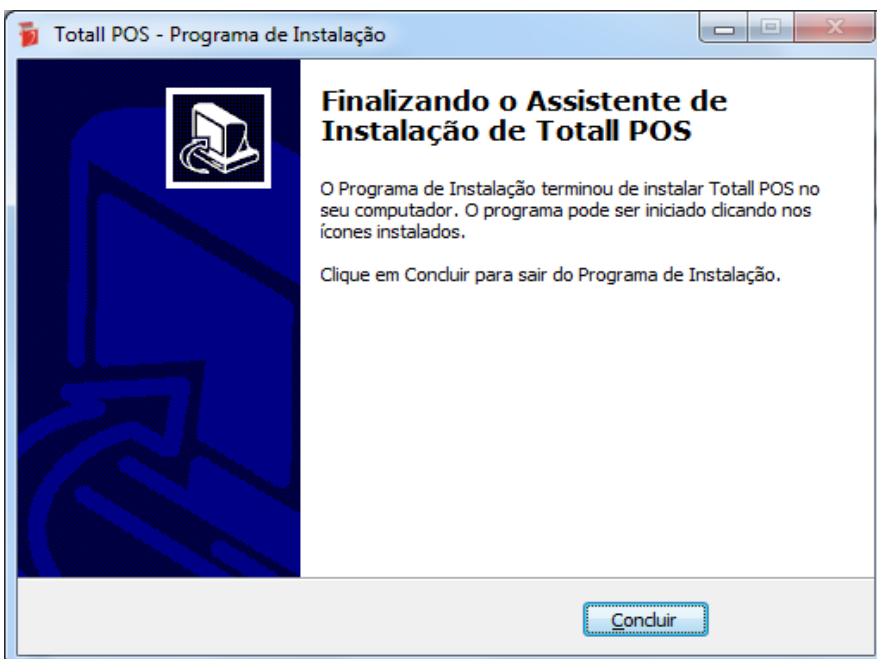 Totall POS - Programa de Instalação
Finalizando o Assistente de
Instalação de Totall POS
O Programa de Instalação terminou de instalar Totall POS no
seu computador. O programa pode ser iniciado clicando nos
ícones instalados.
Clique em Concluir para sair do Programa de Instalação.
Concluir